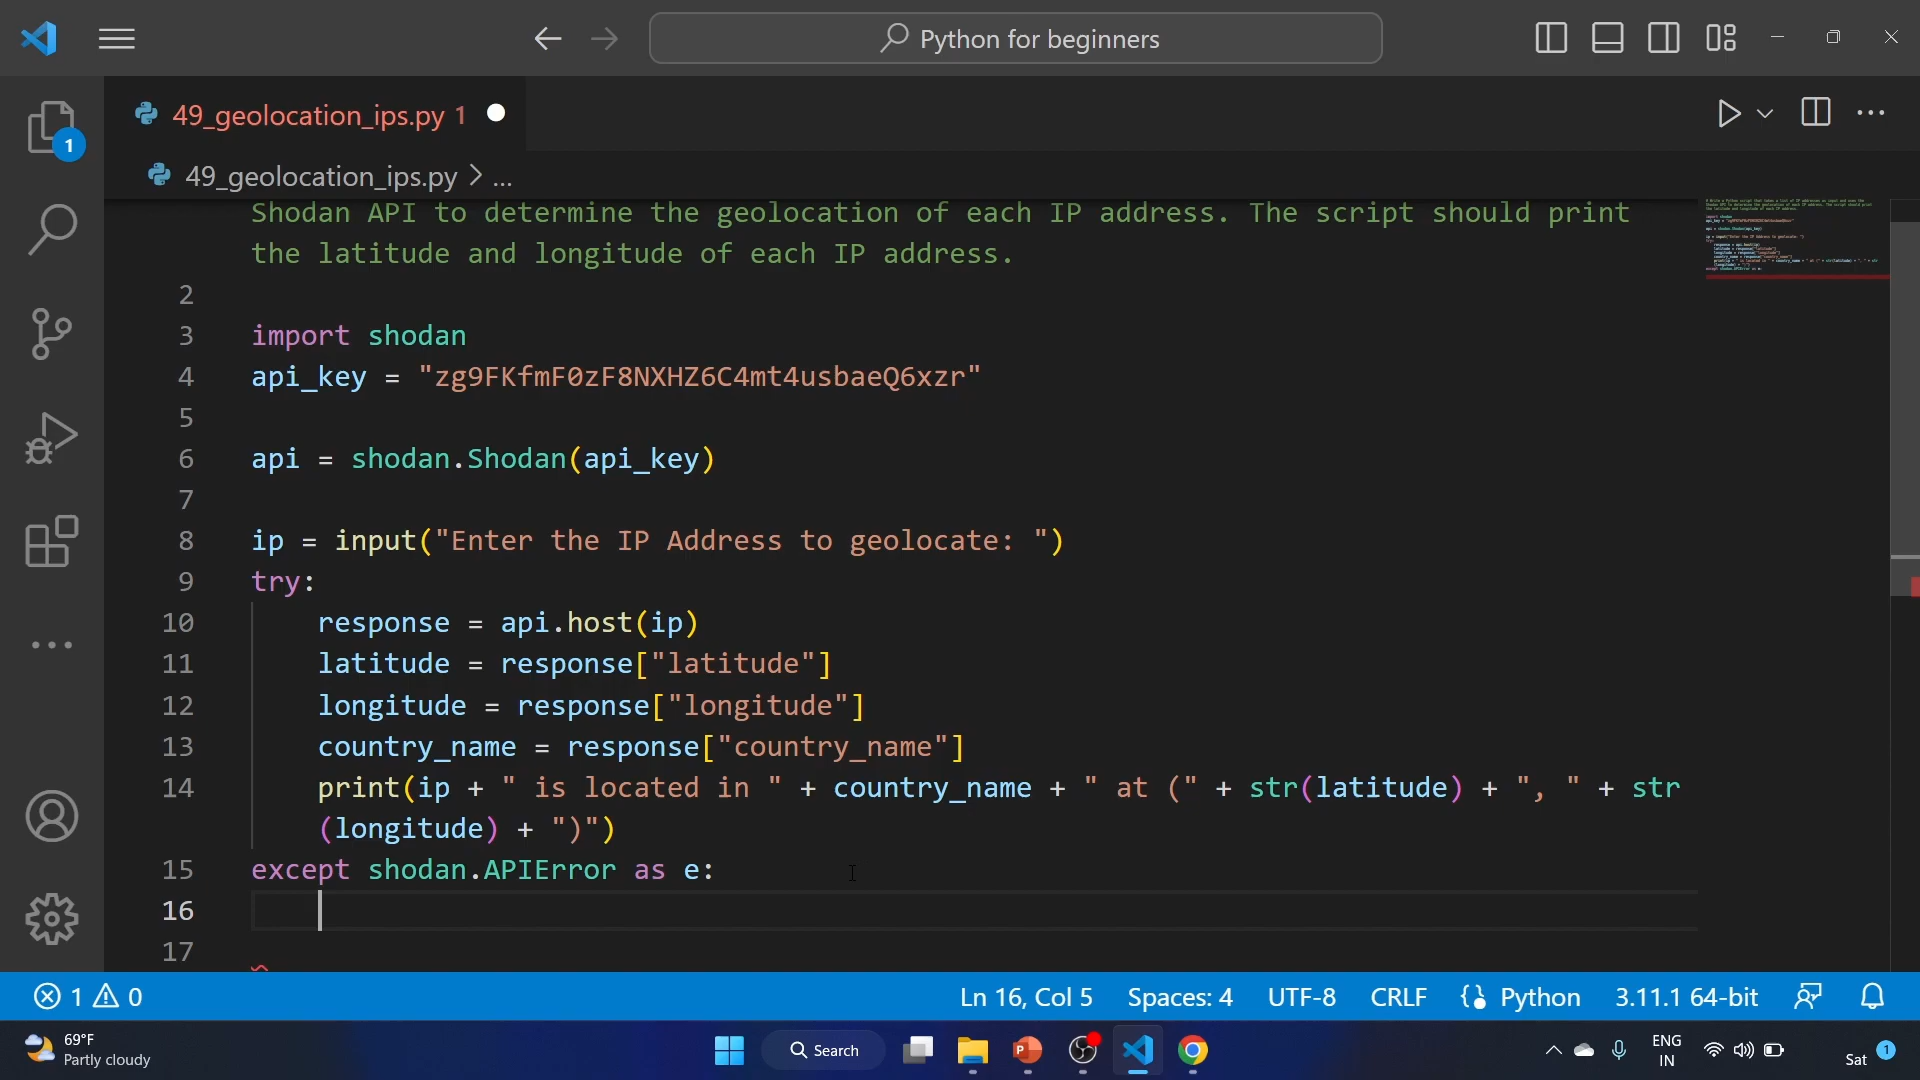 Python for beginners
49_geolocation_ips.py 1
1
49_geolocation_ips.py > ...
Shodan API to determine the geolocation of each IP address. The script should print
the latitude and longitude of each IP address.
2
3 import shodan
4 api_key = "zg9FKfmF0zF8NXHZ6C4mt4usbaeQ6xzr"
5
6 api = shodan.Shodan(api_key)
7
8 ip = input("Enter the IP Address to geolocate: ")
9 try:
10 response = api.host(ip)
11 latitude = response["latitude"]
12 longitude = response["longitude"]
13 country_name = response["country_name"]
14 print(ip + " is located in " + country_name + " at (" + str(latitude) + ", " + str
(longitude) + ")")
15 except shodan.APIError as e:
16
17
1 0 Ln 16, Col 5 Spaces: 4 UTF-8 CRLF Python 3.11.1 64-bit
69°F
Partly cloudy
Search
ENG
IN
Sat 1